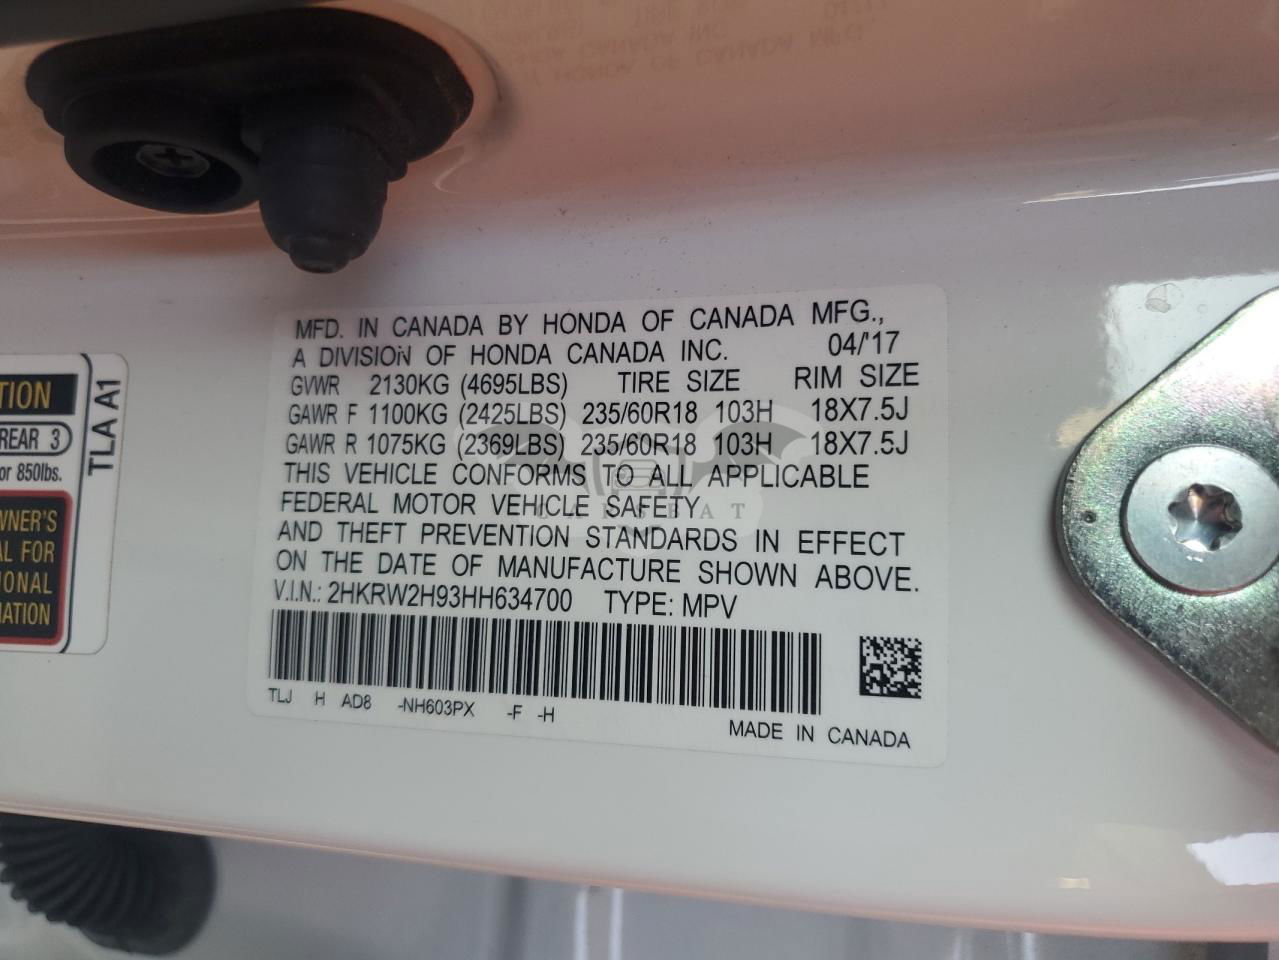 MFD. IN CANADA BY HONDA OF CANADA MFG.,
A DIVISION OF HONDA CANADA INC. 04/'17
GVWR 2130KG (4695LBS) TIRE SIZE RIM SIZE
GAWR F 1100KG (2425LBS) 235/60R18 103H 18X7.5J
GAWR R 1075KG (2369LBS) 235/60R18 103H 18X7.5J
THIS VEHICLE CONFORMS TO ALL APPLICABLE
FEDERAL MOTOR VEHICLE SAFETY
AND THEFT PREVENTION STANDARDS IN EFFECT
ON THE DATE OF MANUFACTURE SHOWN ABOVE.
V.I.N.: 2HKRW2H93HH634700 TYPE: MPV
TLJ H AD8 -NH603PX -F -H
MADE IN CANADA
TION
REAR 3
or 850lbs.
TLA A1
WNER'S
AL FOR
IONAL
MATION
CARSBAT